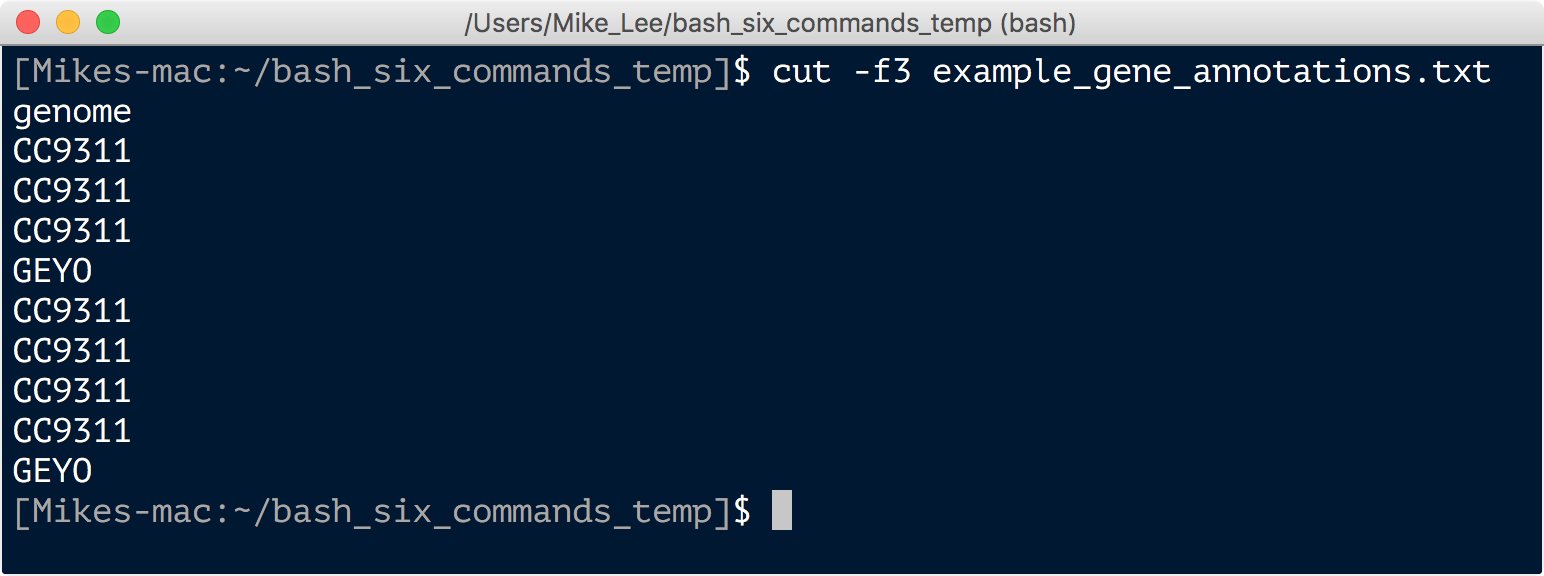 /Users/Mike_Lee/bash_six_commands_temp (bash)
[Mikes-mac:~/bash_six_commands_temp]$ cut -f3 example_gene_annotations.txt
genome
CC9311
CC9311
CC9311
GEYO
CC9311
CC9311
CC9311
CC9311
GEYO
[Mikes-mac:~/bash_six_commands_temp]$